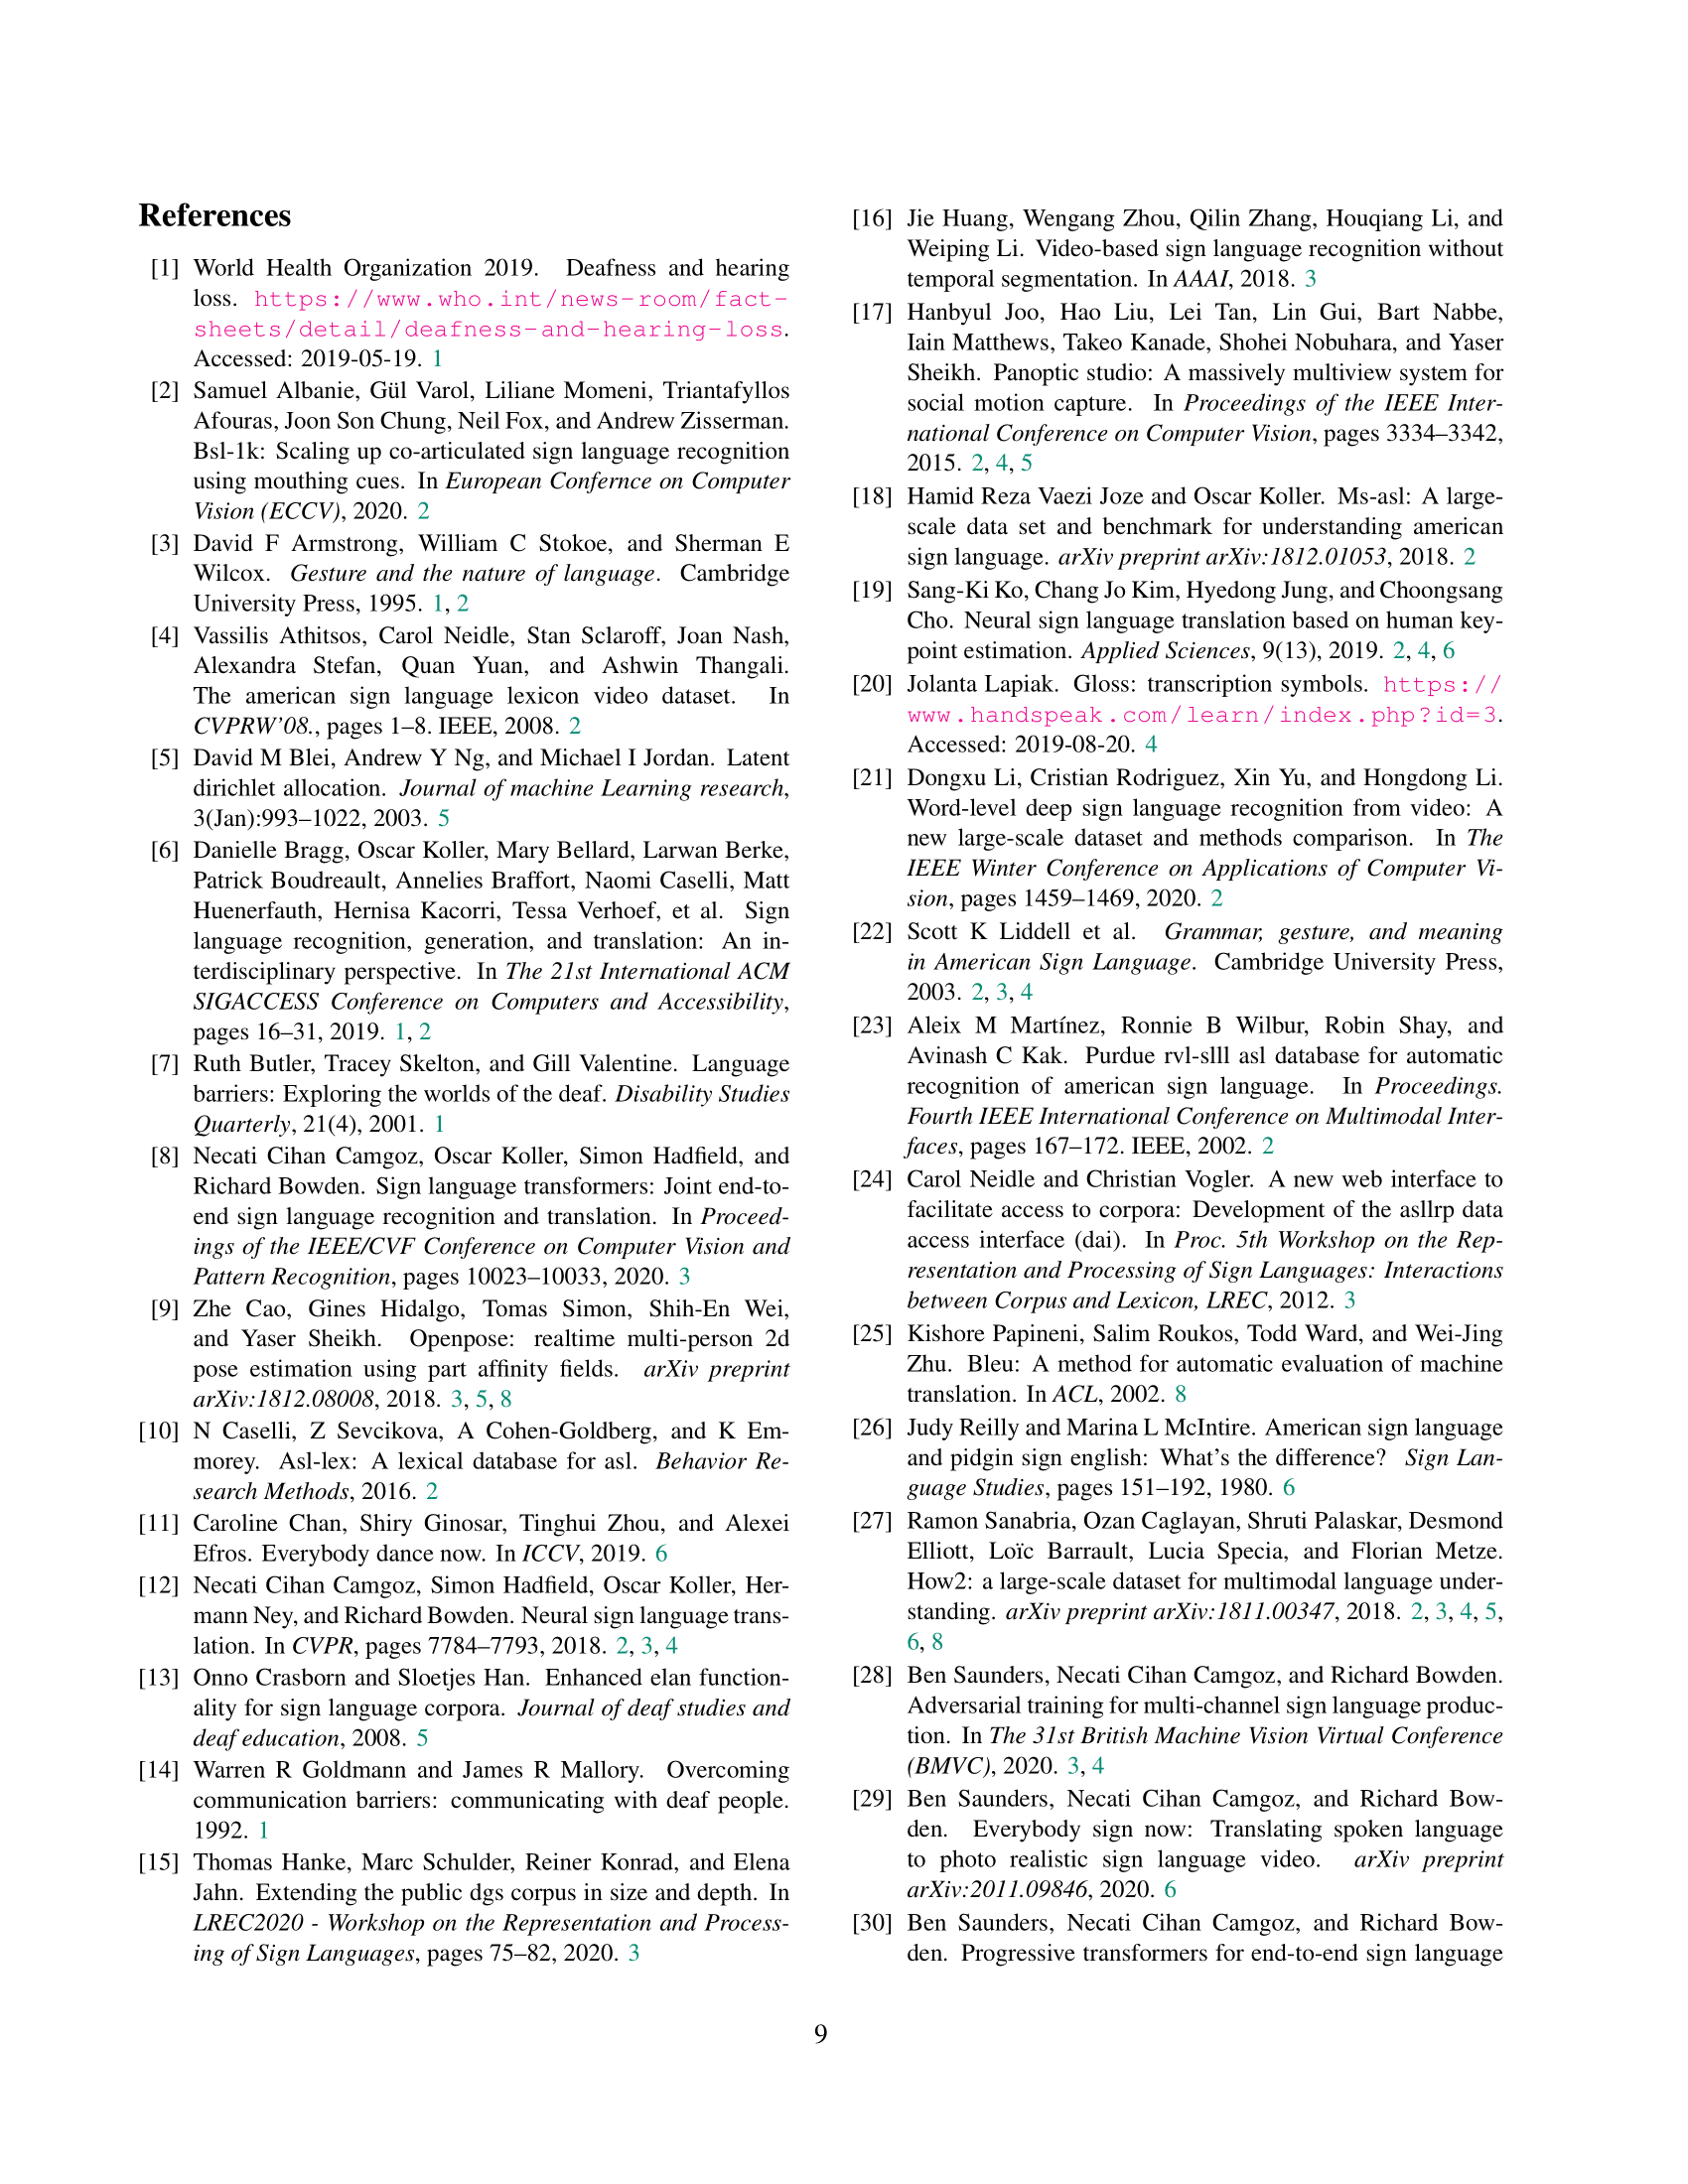 References
[1] World Health Organization 2019. Deafness and hearing
loss. https://www.who.int/news-room/fact-
sheets/detail/deafness-and-hearing-loss.
Accessed: 2019-05-19. 1
[2] Samuel Albanie, Gül Varol, Liliane Momeni, Triantafyllos
Afouras, Joon Son Chung, Neil Fox, and Andrew Zisserman.
Bsl-1k: Scaling up co-articulated sign language recognition
using mouthing cues. In European Confernce on Computer
Vision (ECCV), 2020. 2
[3] David F Armstrong, William C Stokoe, and Sherman E
Wilcox. Gesture and the nature of language. Cambridge
University Press, 1995. 1, 2
[4] Vassilis Athitsos, Carol Neidle, Stan Sclaroff, Joan Nash,
Alexandra Stefan, Quan Yuan, and Ashwin Thangali.
The american sign language lexicon video dataset. In
CVPRW'08., pages 1–8. IEEE, 2008. 2
[5] David M Blei, Andrew Y Ng, and Michael I Jordan. Latent
dirichlet allocation. Journal of machine Learning research,
3(Jan):993–1022, 2003. 5
[6] Danielle Bragg, Oscar Koller, Mary Bellard, Larwan Berke,
Patrick Boudreault, Annelies Braffort, Naomi Caselli, Matt
Huenerfauth, Hernisa Kacorri, Tessa Verhoef, et al. Sign
language recognition, generation, and translation: An in-
terdisciplinary perspective. In The 21st International ACM
SIGACCESS Conference on Computers and Accessibility,
pages 16–31, 2019. 1, 2
[7] Ruth Butler, Tracey Skelton, and Gill Valentine. Language
barriers: Exploring the worlds of the deaf. Disability Studies
Quarterly, 21(4), 2001. 1
[8] Necati Cihan Camgoz, Oscar Koller, Simon Hadfield, and
Richard Bowden. Sign language transformers: Joint end-to-
end sign language recognition and translation. In Proceed-
ings of the IEEE/CVF Conference on Computer Vision and
Pattern Recognition, pages 10023–10033, 2020. 3
[9] Zhe Cao, Gines Hidalgo, Tomas Simon, Shih-En Wei,
and Yaser Sheikh. Openpose: realtime multi-person 2d
pose estimation using part affinity fields. arXiv preprint
arXiv:1812.08008, 2018. 3, 5, 8
[10] N Caselli, Z Sevcikova, A Cohen-Goldberg, and K Em-
morey. Asl-lex: A lexical database for asl. Behavior Re-
search Methods, 2016. 2
[11] Caroline Chan, Shiry Ginosar, Tinghui Zhou, and Alexei
Efros. Everybody dance now. In ICCV, 2019. 6
[12] Necati Cihan Camgoz, Simon Hadfield, Oscar Koller, Her-
mann Ney, and Richard Bowden. Neural sign language trans-
lation. In CVPR, pages 7784–7793, 2018. 2, 3, 4
[13] Onno Crasborn and Sloetjes Han. Enhanced elan function-
ality for sign language corpora. Journal of deaf studies and
deaf education, 2008. 5
[14] Warren R Goldmann and James R Mallory. Overcoming
communication barriers: communicating with deaf people.
1992. 1
[15] Thomas Hanke, Marc Schulder, Reiner Konrad, and Elena
Jahn. Extending the public dgs corpus in size and depth. In
LREC2020 - Workshop on the Representation and Process-
ing of Sign Languages, pages 75–82, 2020. 3
[16] Jie Huang, Wengang Zhou, Qilin Zhang, Houqiang Li, and
Weiping Li. Video-based sign language recognition without
temporal segmentation. In AAAI, 2018. 3
[17] Hanbyul Joo, Hao Liu, Lei Tan, Lin Gui, Bart Nabbe,
Iain Matthews, Takeo Kanade, Shohei Nobuhara, and Yaser
Sheikh. Panoptic studio: A massively multiview system for
social motion capture. In Proceedings of the IEEE Inter-
national Conference on Computer Vision, pages 3334–3342,
2015. 2, 4, 5
[18] Hamid Reza Vaezi Joze and Oscar Koller. Ms-asl: A large-
scale data set and benchmark for understanding american
sign language. arXiv preprint arXiv:1812.01053, 2018. 2
[19] Sang-Ki Ko, Chang Jo Kim, Hyedong Jung, and Choongsang
Cho. Neural sign language translation based on human key-
point estimation. Applied Sciences, 9(13), 2019. 2, 4, 6
[20] Jolanta Lapiak. Gloss: transcription symbols. https://
www.handspeak.com/learn/index.php?id=3.
Accessed: 2019-08-20. 4
[21] Dongxu Li, Cristian Rodriguez, Xin Yu, and Hongdong Li.
Word-level deep sign language recognition from video: A
new large-scale dataset and methods comparison. In The
IEEE Winter Conference on Applications of Computer Vi-
sion, pages 1459–1469, 2020. 2
[22] Scott K Liddell et al. Grammar, gesture, and meaning
in American Sign Language. Cambridge University Press,
2003. 2, 3, 4
[23] Aleix M Martínez, Ronnie B Wilbur, Robin Shay, and
Avinash C Kak. Purdue rvl-slll asl database for automatic
recognition of american sign language. In Proceedings.
Fourth IEEE International Conference on Multimodal Inter-
faces, pages 167–172. IEEE, 2002. 2
[24] Carol Neidle and Christian Vogler. A new web interface to
facilitate access to corpora: Development of the asllrp data
access interface (dai). In Proc. 5th Workshop on the Rep-
resentation and Processing of Sign Languages: Interactions
between Corpus and Lexicon, LREC, 2012. 3
[25] Kishore Papineni, Salim Roukos, Todd Ward, and Wei-Jing
Zhu. Bleu: A method for automatic evaluation of machine
translation. In ACL, 2002. 8
[26] Judy Reilly and Marina L McIntire. American sign language
and pidgin sign english: What's the difference? Sign Lan-
guage Studies, pages 151–192, 1980. 6
[27] Ramon Sanabria, Ozan Caglayan, Shruti Palaskar, Desmond
Elliott, Loïc Barrault, Lucia Specia, and Florian Metze.
How2: a large-scale dataset for multimodal language under-
standing. arXiv preprint arXiv:1811.00347, 2018. 2, 3, 4, 5,
6, 8
[28] Ben Saunders, Necati Cihan Camgoz, and Richard Bowden.
Adversarial training for multi-channel sign language produc-
tion. In The 31st British Machine Vision Virtual Conference
(BMVC), 2020. 3, 4
[29] Ben Saunders, Necati Cihan Camgoz, and Richard Bow-
den. Everybody sign now: Translating spoken language
to photo realistic sign language video. arXiv preprint
arXiv:2011.09846, 2020. 6
[30] Ben Saunders, Necati Cihan Camgoz, and Richard Bow-
den. Progressive transformers for end-to-end sign language
9